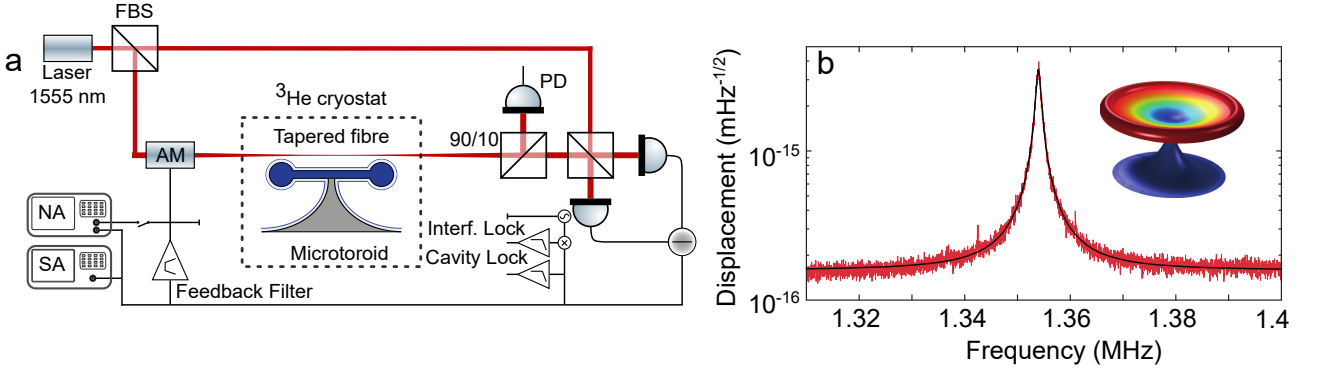 a
FBS
Laser
1555 nm
AM
³He cryostat
Tapered fibre
Microtoroid
90/10
PD
NA
SA
Feedback Filter
Interf. Lock
Cavity Lock
b
Displacement (mHz⁻¹/²)
10⁻¹⁵
10⁻¹⁶
1.32 1.34 1.36 1.38 1.4
Frequency (MHz)